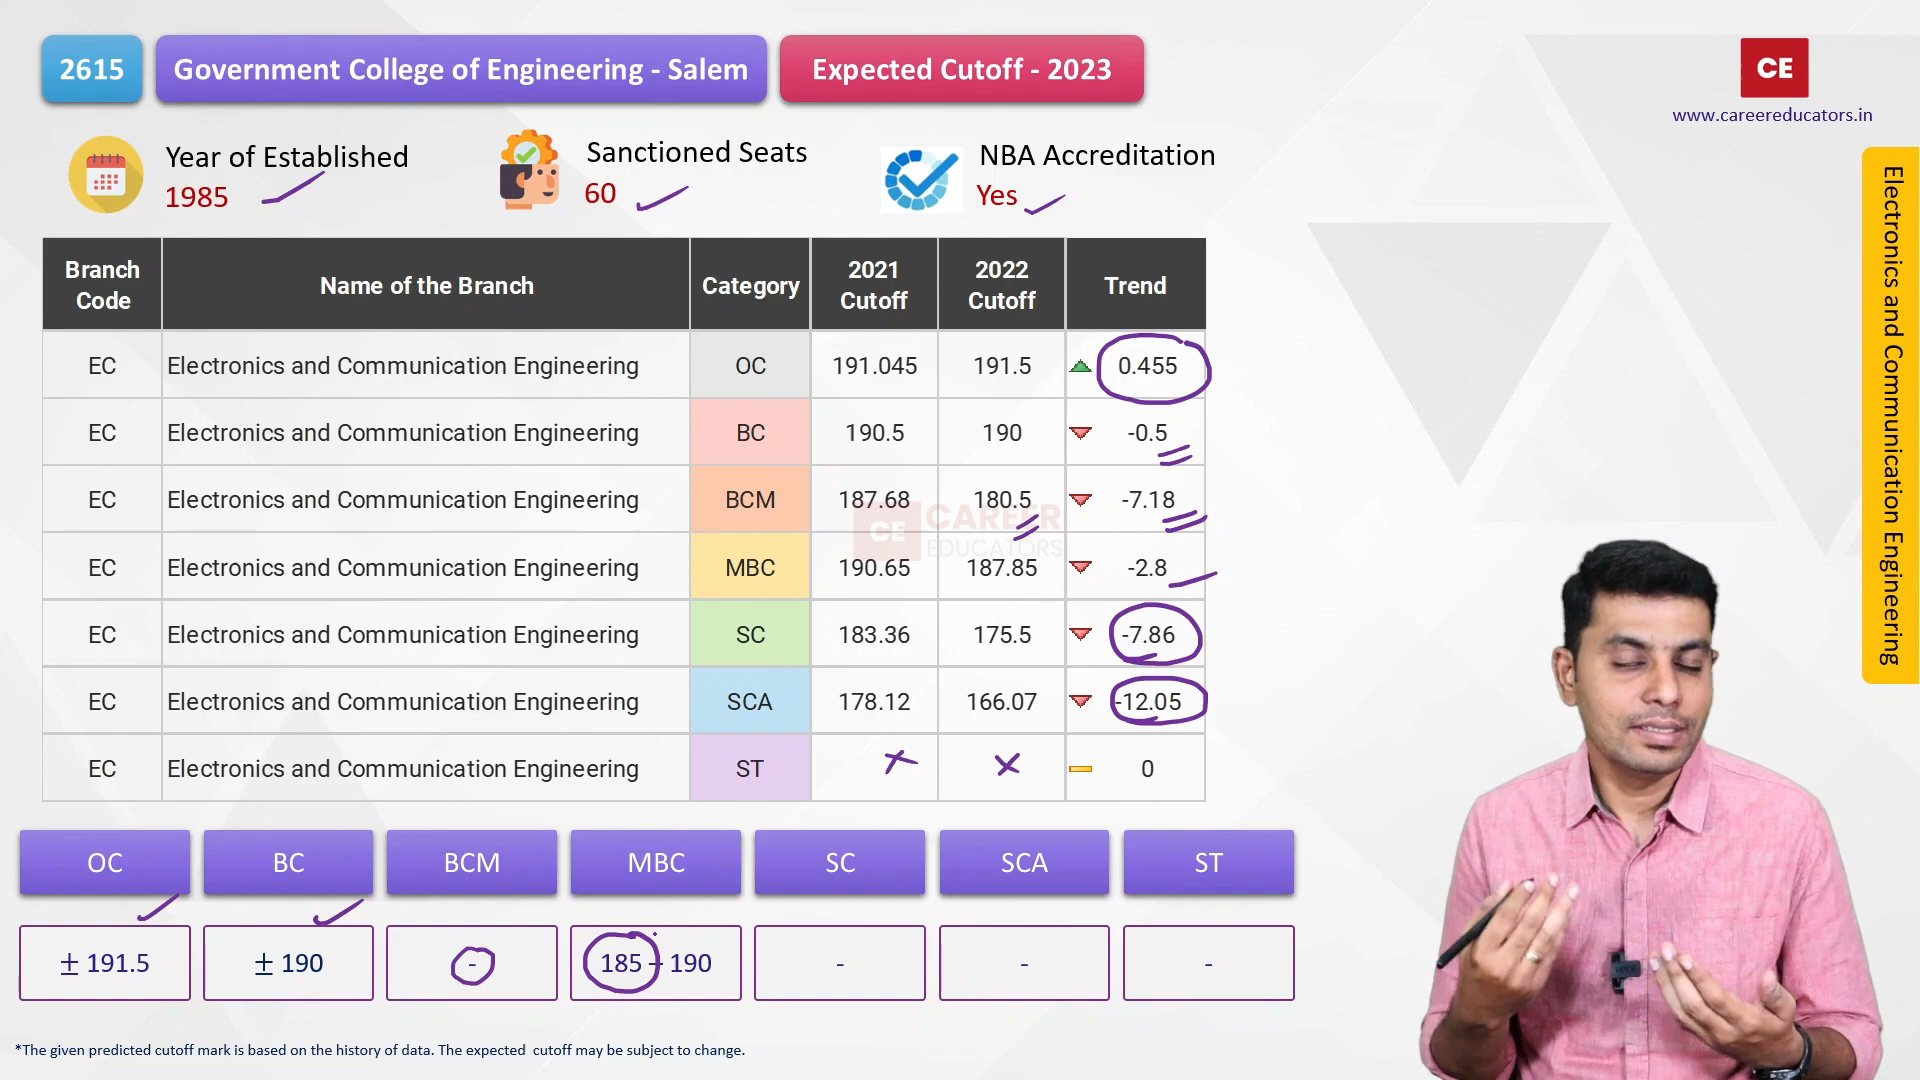 2615
Government College of Engineering - Salem
Expected Cutoff - 2023
CE
www.careereducators.in
Year of Established
1985
Sanctioned Seats
60
NBA Accreditation
Yes
Electronics and Communication Engineering
Branch Code Name of the Branch Category 2021 Cutoff 2022 Cutoff Trend
EC Electronics and Communication Engineering OC 191.045 191.5 0.455
EC Electronics and Communication Engineering BC 190.5 190 -0.5
EC Electronics and Communication Engineering BCM 187.68 180.5 -7.18
CE CAREER
EDUCATORS
EC Electronics and Communication Engineering MBC 190.65 187.85 -2.8
EC Electronics and Communication Engineering SC 183.36 175.5 -7.86
EC Electronics and Communication Engineering SCA 178.12 166.07 -12.05
EC Electronics and Communication Engineering ST × × 0
OC BC BCM MBC SC SCA ST
± 191.5 ± 190 - 185 - 190 - - -
*The given predicted cutoff mark is based on the history of data. The expected cutoff may be subject to change.